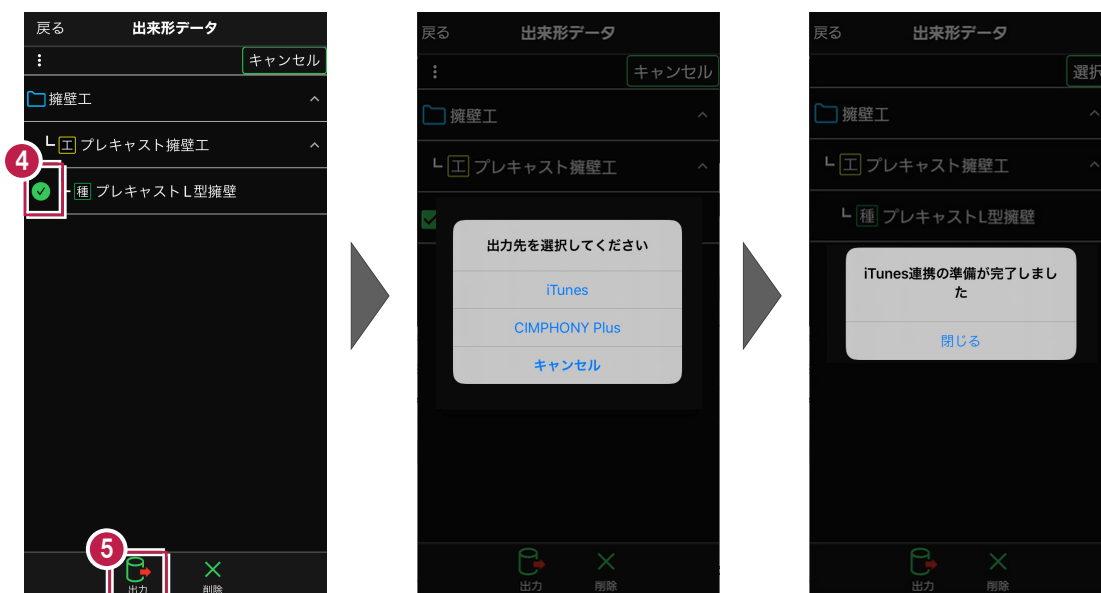 戻る 出来形データ
キャンセル
擁壁工
工 プレキャスト擁壁工
4
種 プレキャストL型擁壁
5
出力 削除
戻る 出来形データ
キャンセル
擁壁工
工 プレキャスト擁壁工
出力先を選択してください
iTunes
CIMPHONY Plus
キャンセル
出力 削除
戻る 出来形データ
選択
擁壁工
工 プレキャスト擁壁工
種 プレキャストL型擁壁
iTunes連携の準備が完了しまし
た
閉じる
出力 削除